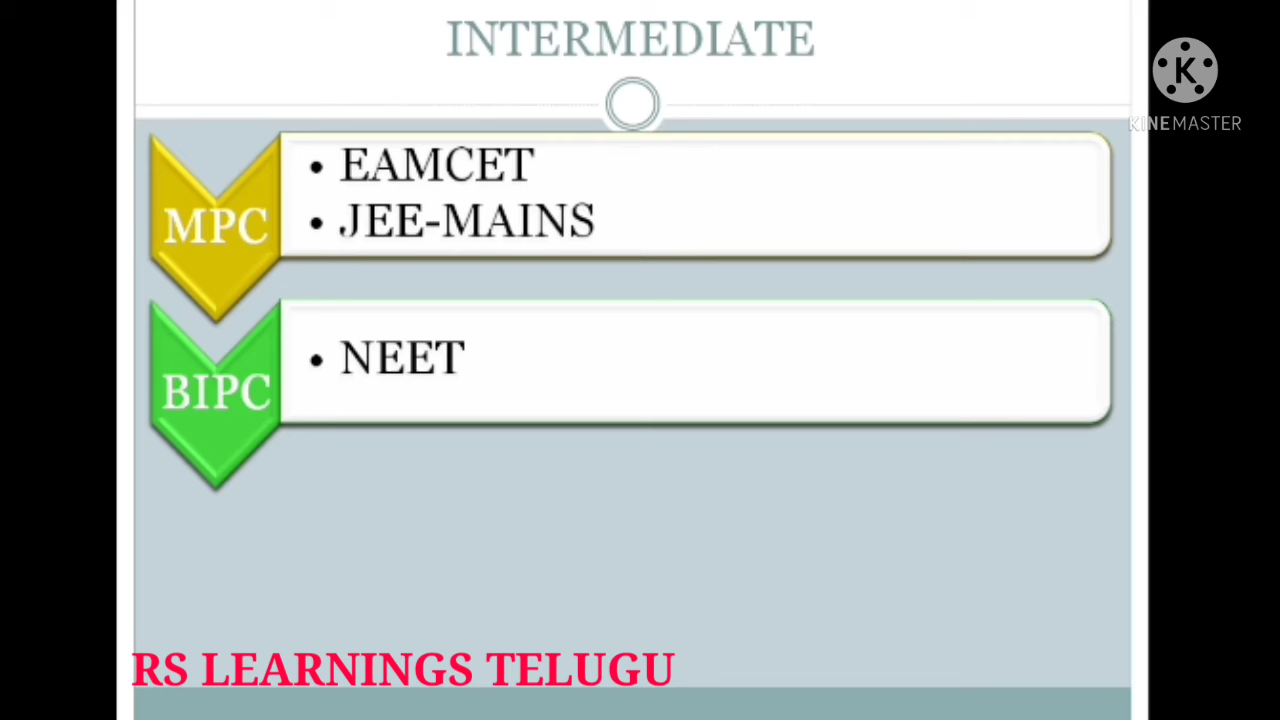 INTERMEDIATE
K
KINEMASTER
MPC
• EAMCET
• JEE-MAINS
BIPC
• NEET
RS LEARNINGS TELUGU